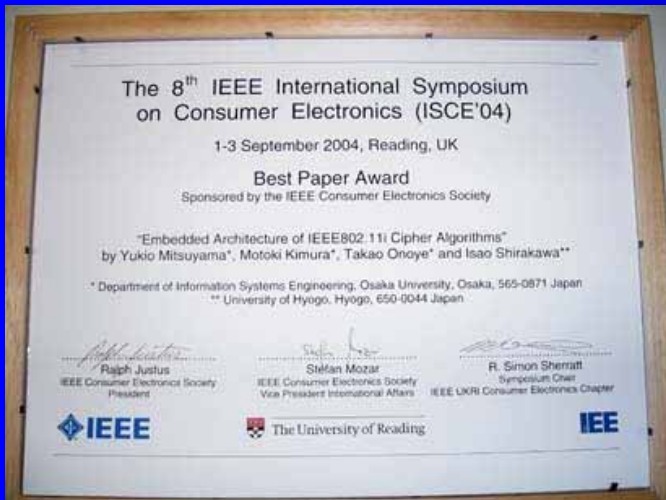 The 8th IEEE International Symposium
on Consumer Electronics (ISCE'04)
1-3 September 2004, Reading, UK
Best Paper Award
Sponsored by the IEEE Consumer Electronics Society
"Embedded Architecture of IEEE802.11i Cipher Algorithms"
by Yukio Mitsuyama*, Motoki Kimura*, Takao Onoye* and Isao Shirakawa**
* Department of Information Systems Engineering, Osaka University, Osaka, 565-0871 Japan
** University of Hyogo, Hyogo, 650-0044 Japan
Ralph Justus
IEEE Consumer Electronics Society
President
Stefan Mozar
IEEE Consumer Electronics Society
Vice President International Affairs
R. Simon Sherratt
Symposium Chair
IEEE UKRI Consumer Electronics Chapter
IEEE
The University of Reading
IEE